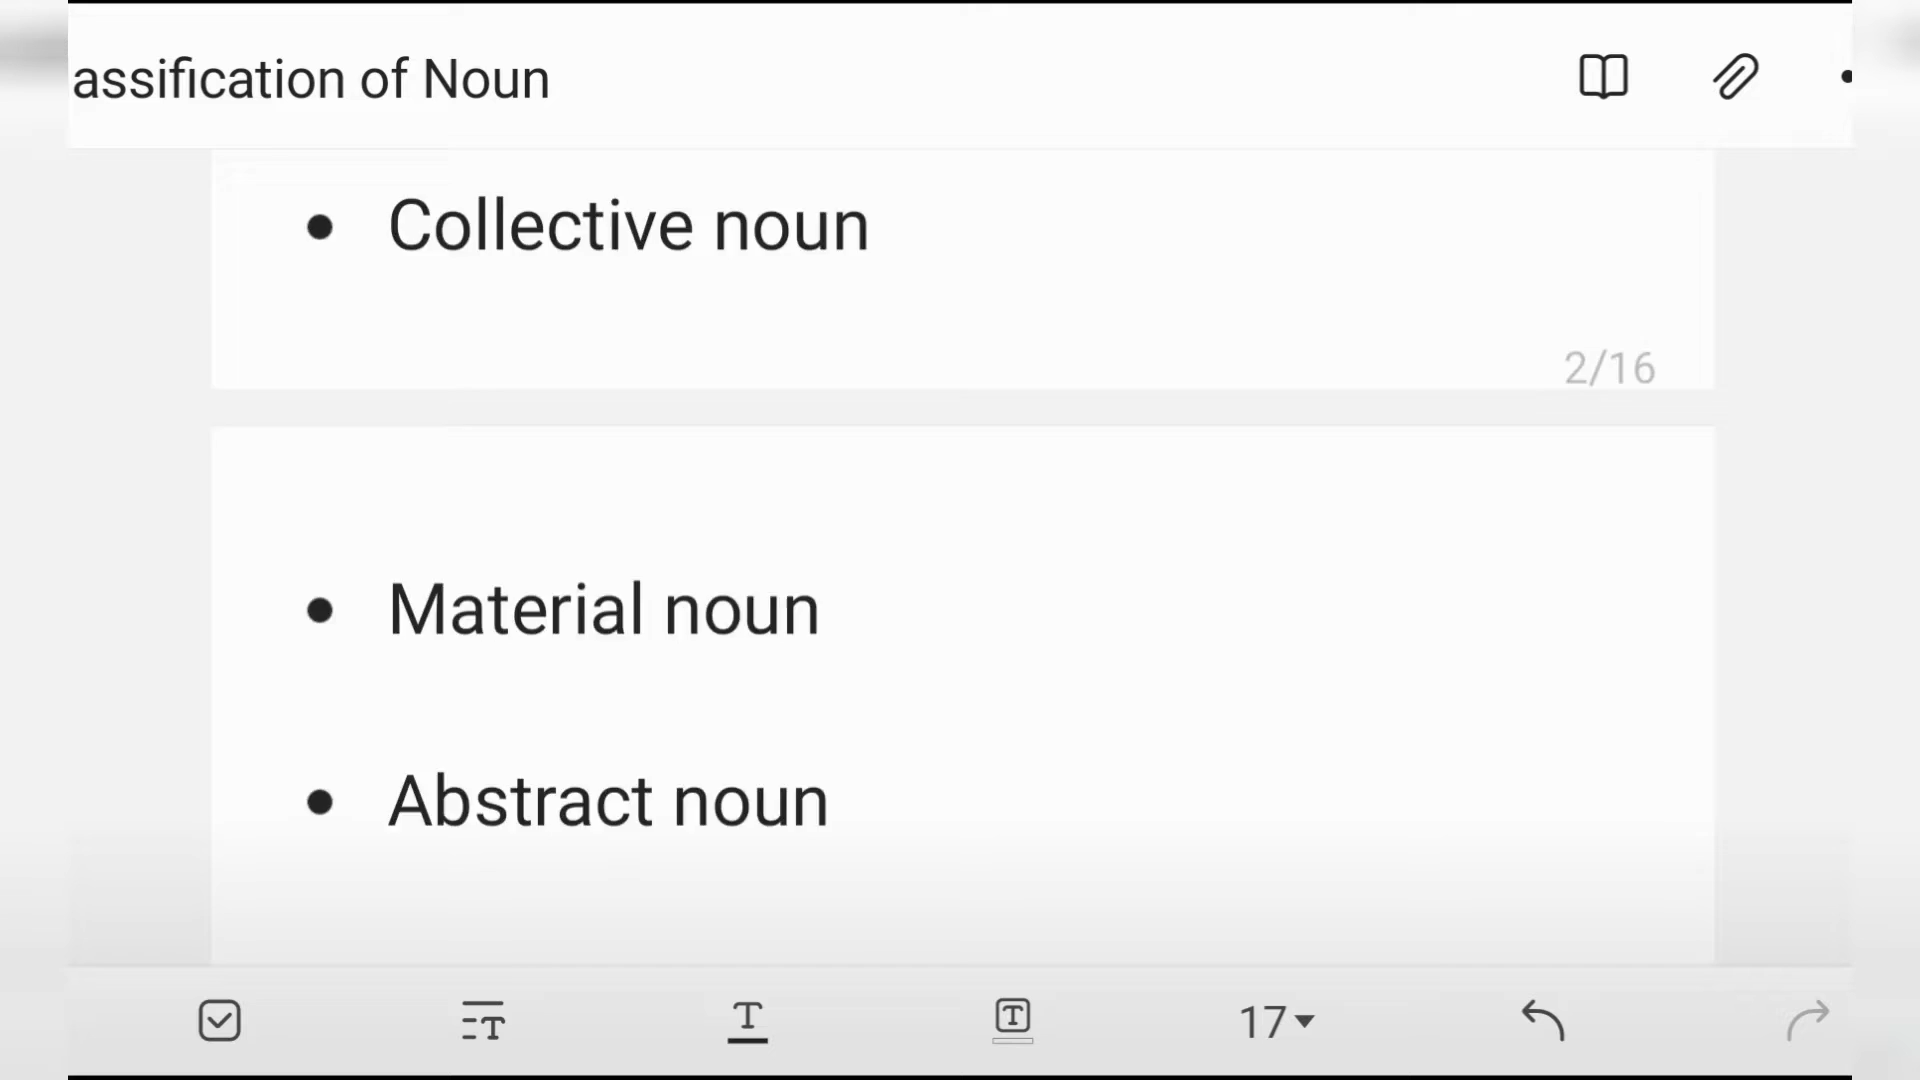 assification of Noun
• Collective noun
2/16
• Material noun
• Abstract noun
17